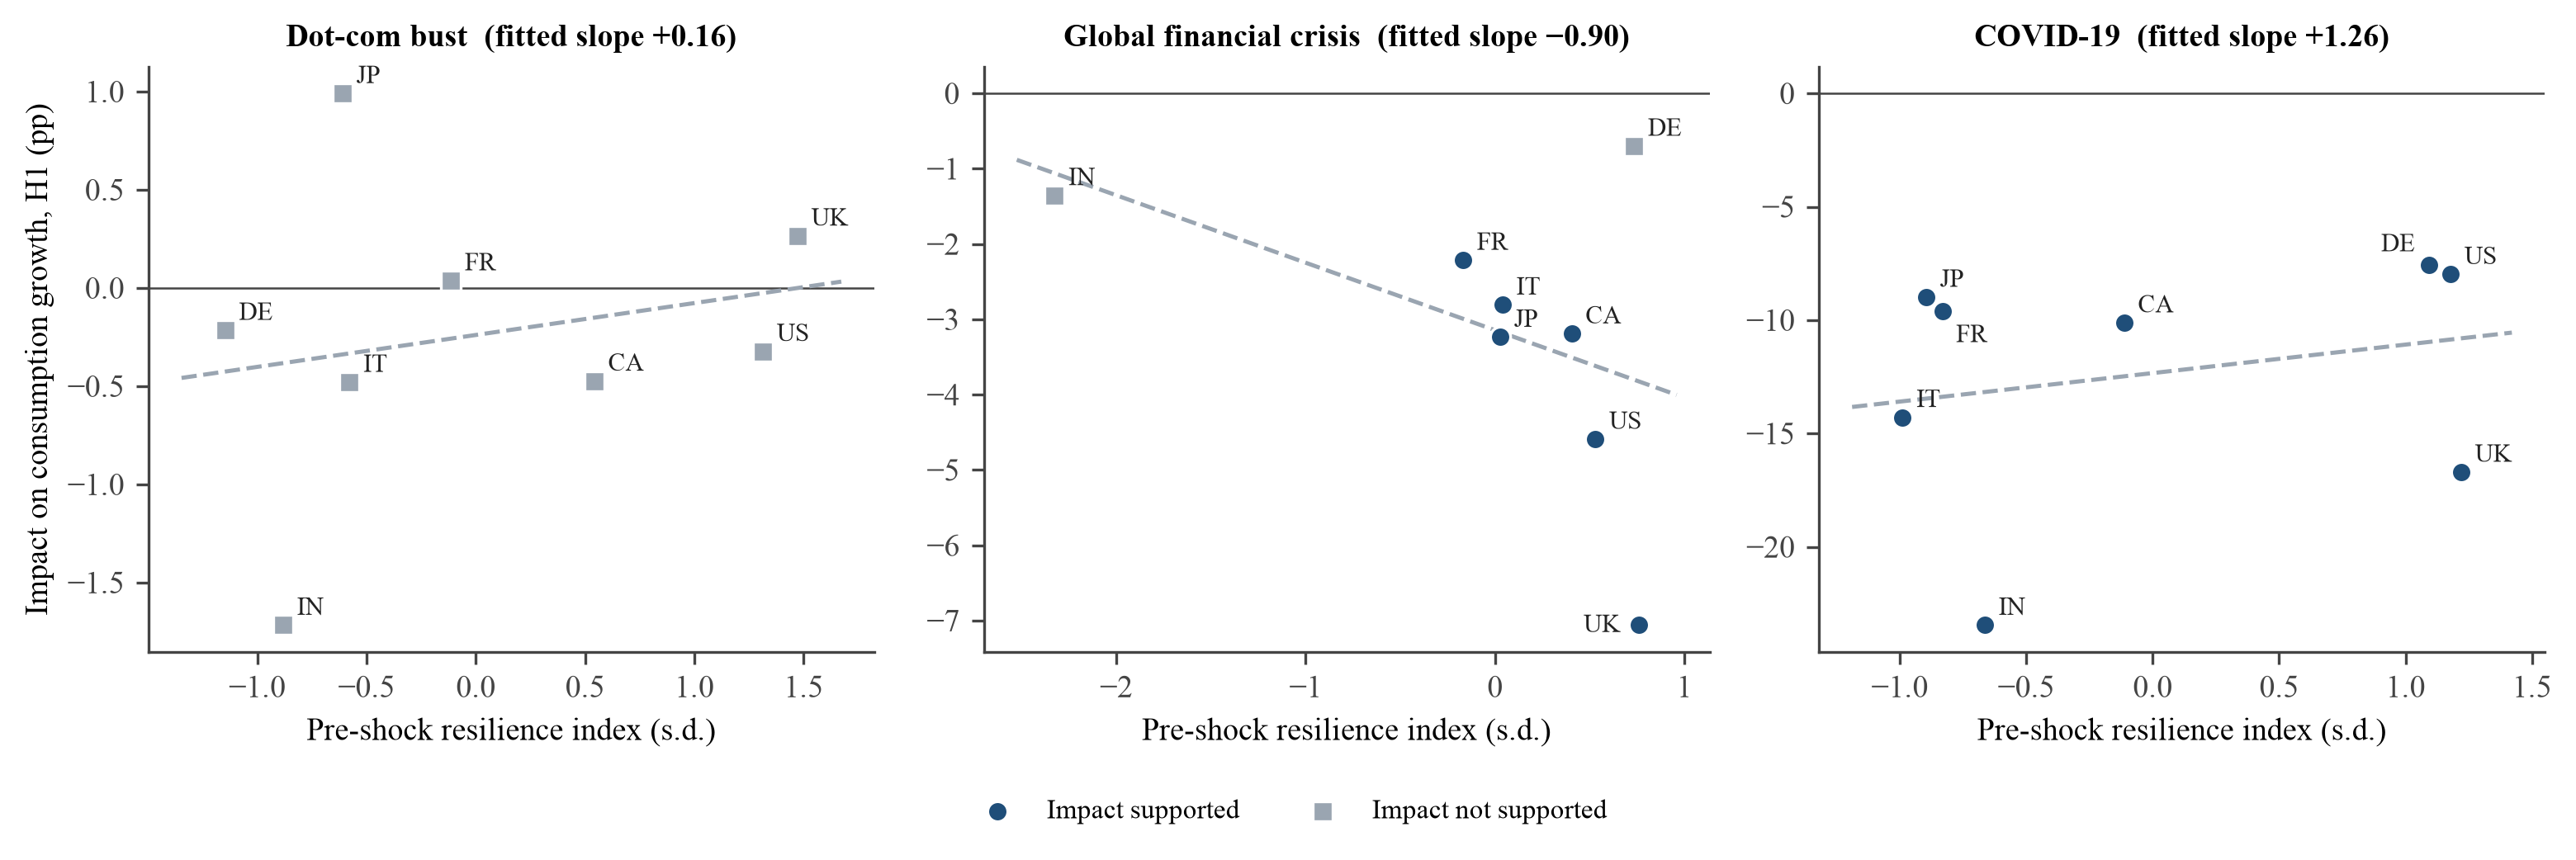 Dot-com bust  (fitted slope +0.16)
Impact on consumption growth, H1 (pp)
1.0
0.5
0.0
−0.5
−1.0
−1.5
JP
UK
FR
DE
US
IT
CA
IN
−1.0
−0.5
0.0
0.5
1.0
1.5
Pre-shock resilience index (s.d.)
Global financial crisis  (fitted slope −0.90)
0
−1
−2
−3
−4
−5
−6
−7
DE
IN
FR
IT
JP
CA
US
UK
−2
−1
0
1
Pre-shock resilience index (s.d.)
COVID-19  (fitted slope +1.26)
0
−5
−10
−15
−20
DE
US
JP
CA
FR
IT
UK
IN
−1.0
−0.5
0.0
0.5
1.0
1.5
Pre-shock resilience index (s.d.)
Impact supported
Impact not supported